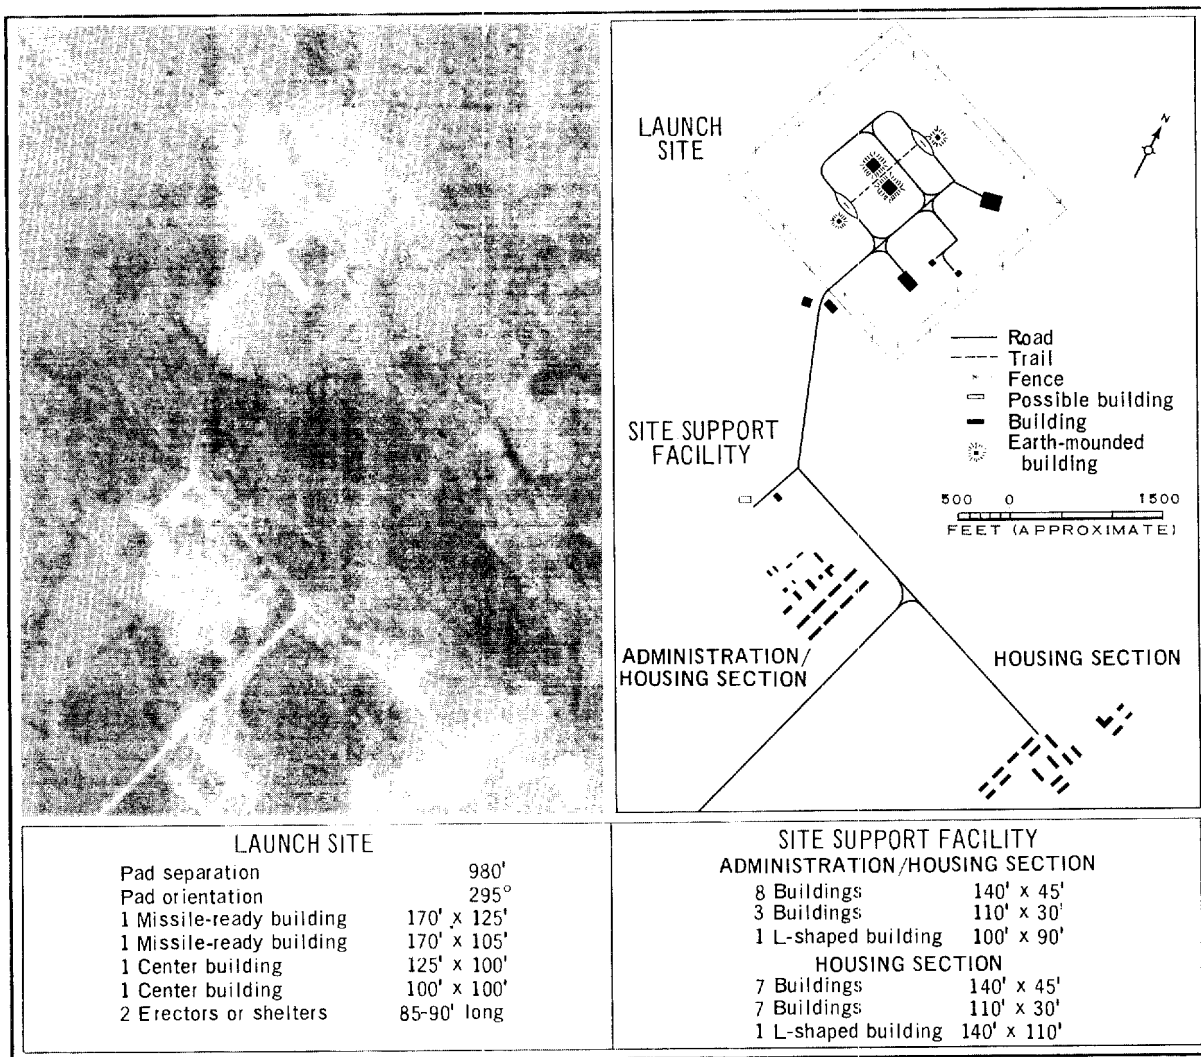 LAUNCH
SITE
N
Road
Trail
Fence
Possible building
Building
Earth-mounded
building
SITE SUPPORT
FACILITY
500 0 1500
FEET (APPROXIMATE)
ADMINISTRATION/
HOUSING SECTION
HOUSING SECTION
LAUNCH SITE
Pad separation 980'
Pad orientation 295°
1 Missile-ready building 170' x 125'
1 Missile-ready building 170' x 105'
1 Center building 125' x 100'
1 Center building 100' x 100'
2 Erectors or shelters 85-90' long
SITE SUPPORT FACILITY
ADMINISTRATION/HOUSING SECTION
8 Buildings 140' x 45'
3 Buildings 110' x 30'
1 L-shaped building 100' x 90'
HOUSING SECTION
7 Buildings 140' x 45'
7 Buildings 110' x 30'
1 L-shaped building 140' x 110'